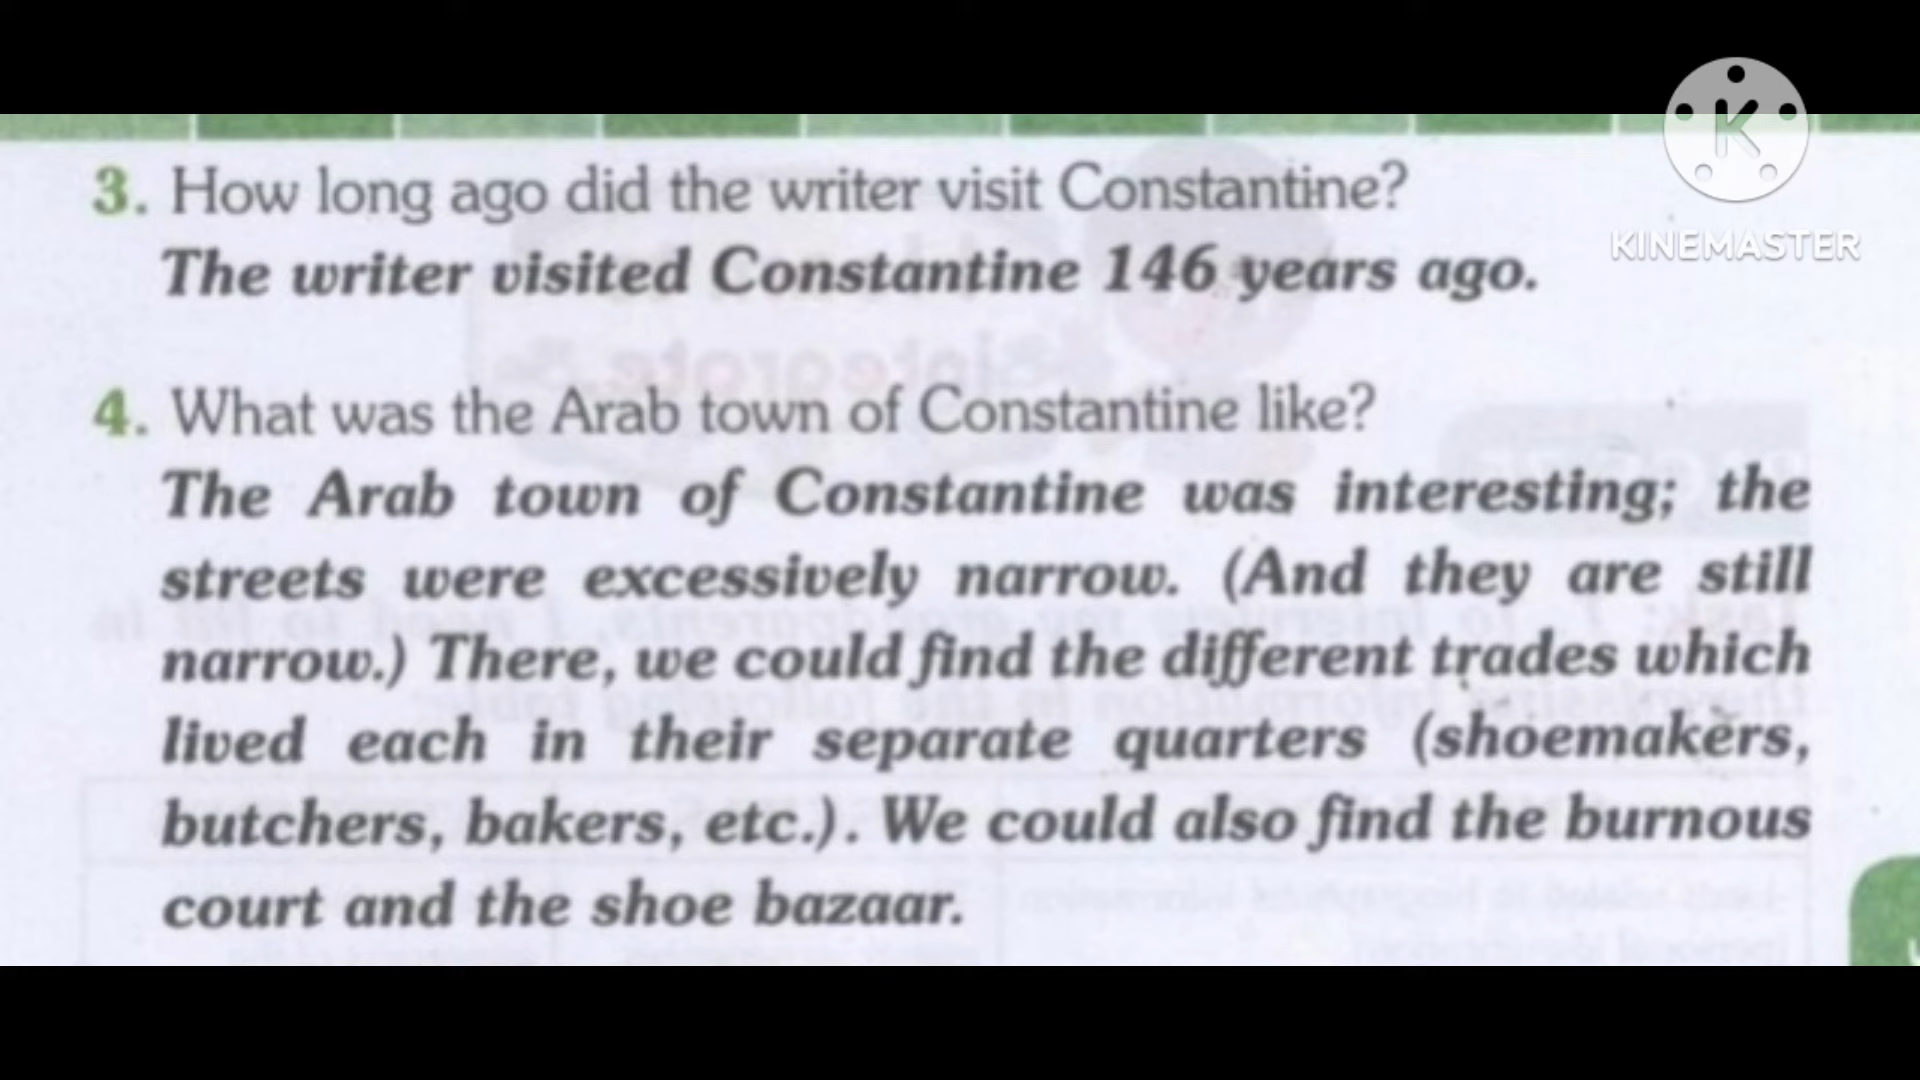 K
KINEMASTER
3. How long ago did the writer visit Constantine?
The writer visited Constantine 146 years ago.
4. What was the Arab town of Constantine like?
The Arab town of Constantine was interesting; the
streets were excessively narrow. (And they are still
narrow.) There, we could find the different trades which
lived each in their separate quarters (shoemakers,
butchers, bakers, etc.). We could also find the burnous
court and the shoe bazaar.